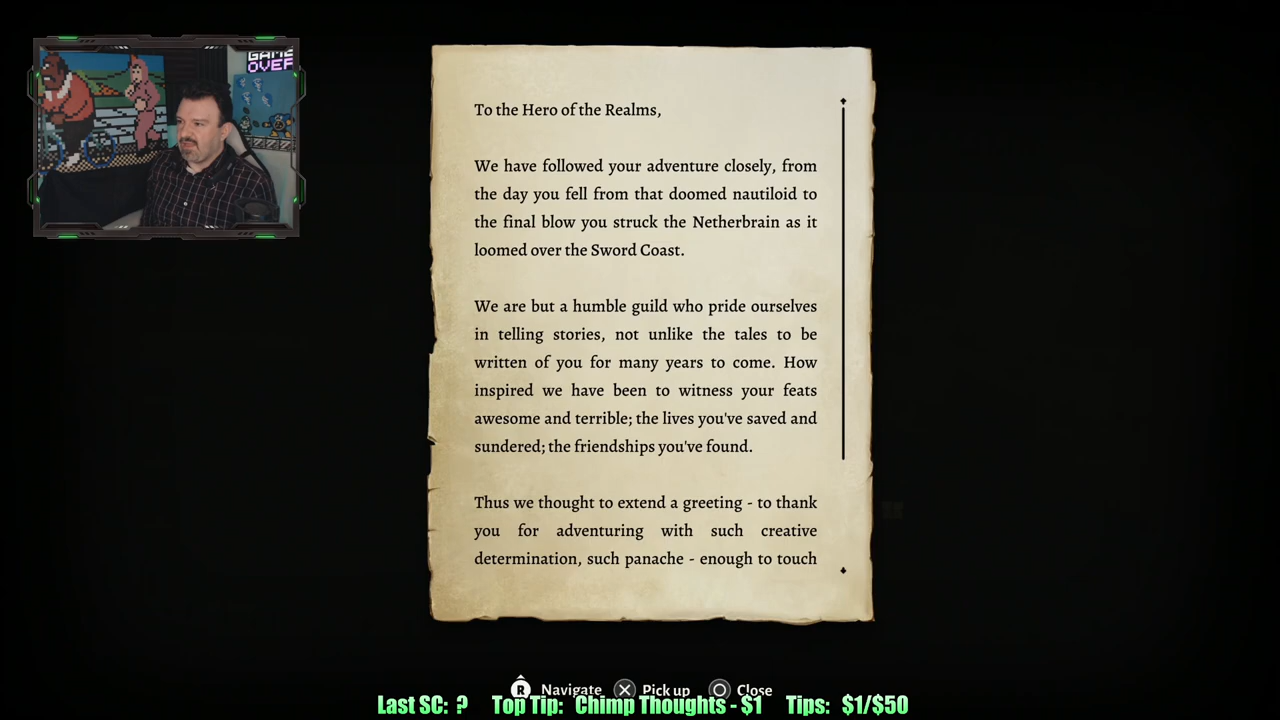 GAME
OVER
To the Hero of the Realms,
We have followed your adventure closely, from
the day you fell from that doomed nautiloid to
the final blow you struck the Netherbrain as it
loomed over the Sword Coast.
We are but a humble guild who pride ourselves
in telling stories, not unlike the tales to be
written of you for many years to come. How
inspired we have been to witness your feats
awesome and terrible; the lives you've saved and
sundered; the friendships you've found.
Thus we thought to extend a greeting - to thank
you for adventuring with such creative
determination, such panache - enough to touch
R Navigate Pick up Close
Last SC: ? Top Tip: Chimp Thoughts - $1 Tips: $1/$50